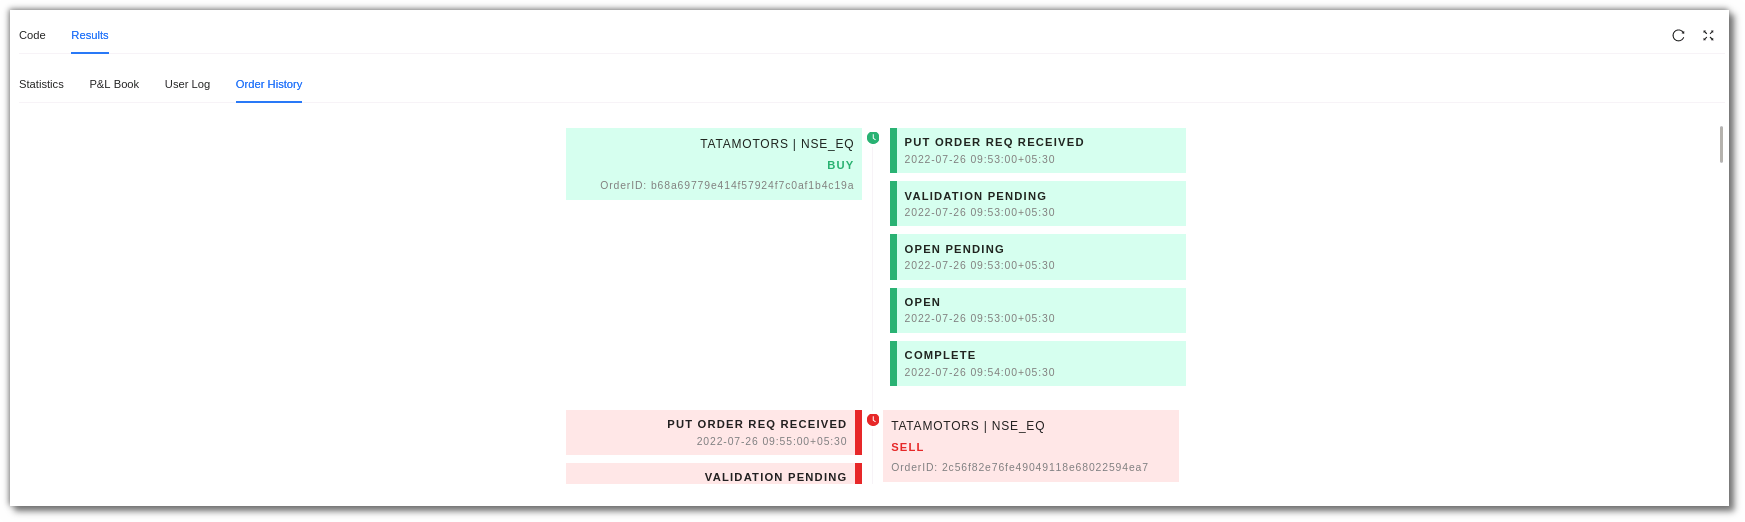 Code Results
Statistics P&L Book User Log Order History
TATAMOTORS | NSE_EQ
BUY
OrderID: b68a69779e414f57924f7c0af1b4c19a
PUT ORDER REQ RECEIVED
2022-07-26 09:53:00+05:30
VALIDATION PENDING
2022-07-26 09:53:00+05:30
OPEN PENDING
2022-07-26 09:53:00+05:30
OPEN
2022-07-26 09:53:00+05:30
COMPLETE
2022-07-26 09:54:00+05:30
PUT ORDER REQ RECEIVED
2022-07-26 09:55:00+05:30
VALIDATION PENDING
TATAMOTORS | NSE_EQ
SELL
OrderID: 2c56f82e76fe49049118e68022594ea7